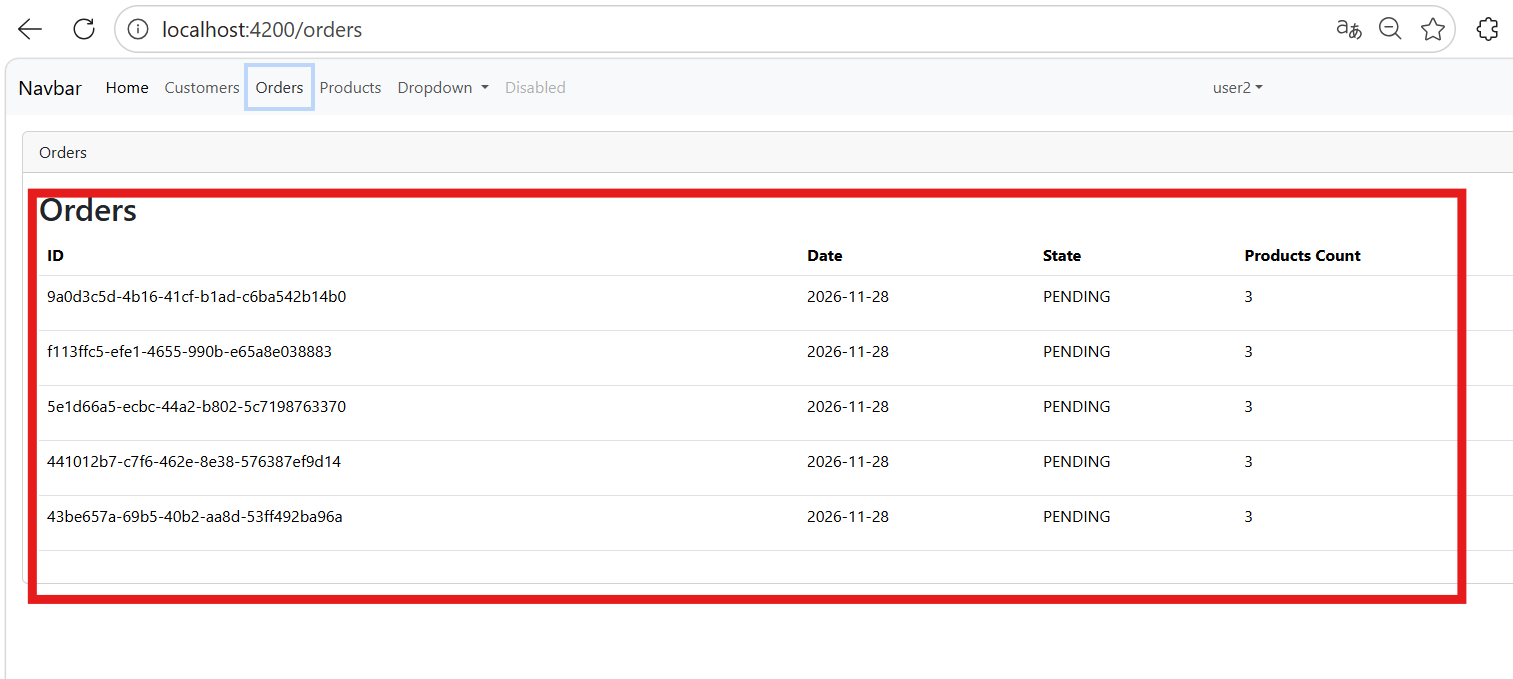 localhost:4200/orders aあ
Navbar Home Customers Orders Products Dropdown Disabled user2
Orders
Orders
ID Date State Products Count
9a0d3c5d-4b16-41cf-b1ad-c6ba542b14b0 2026-11-28 PENDING 3
f113ffc5-efe1-4655-990b-e65a8e038883 2026-11-28 PENDING 3
5e1d66a5-ecbc-44a2-b802-5c7198763370 2026-11-28 PENDING 3
441012b7-c7f6-462e-8e38-576387ef9d14 2026-11-28 PENDING 3
43be657a-69b5-40b2-aa8d-53ff492ba96a 2026-11-28 PENDING 3